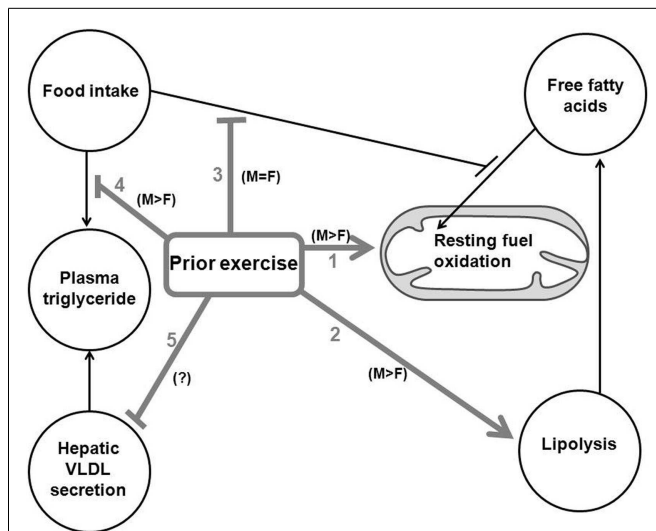 Food intake
Free fatty
acids
4
(M>F)
3
(M=F)
(M>F)
1
Resting fuel
oxidation
Prior exercise
Plasma
triglyceride
5
(?)
2
(M>F)
Hepatic
VLDL
secretion
Lipolysis